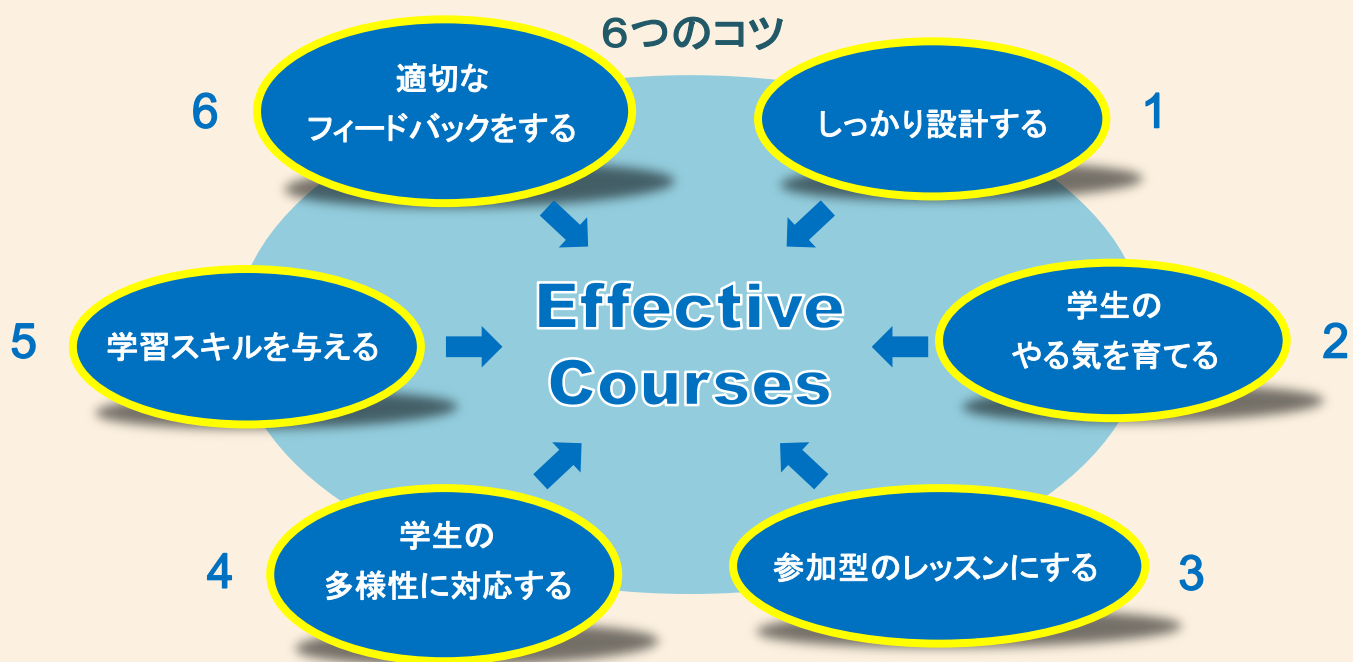 6つのコツ
1
しっかり設計する
2
学生の
やる気を育てる
3
参加型のレッスンにする
4
学生の
多様性に対応する
5
学習スキルを与える
6
適切な
フィードバックをする
Effective
Courses